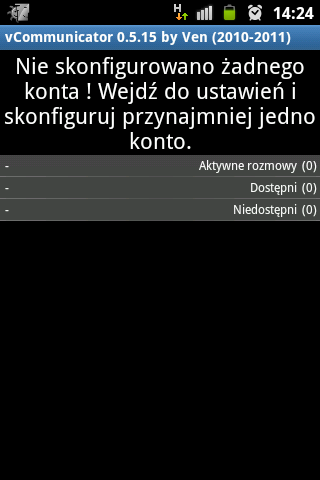 H 14:24
vCommunicator 0.5.15 by Ven (2010-2011)
Nie skonfigurowano żadnego
konta ! Wejdź do ustawień i
skonfiguruj przynajmniej jedno
konto.
- Aktywne rozmowy (0)
- Dostępni (0)
- Niedostępni (0)